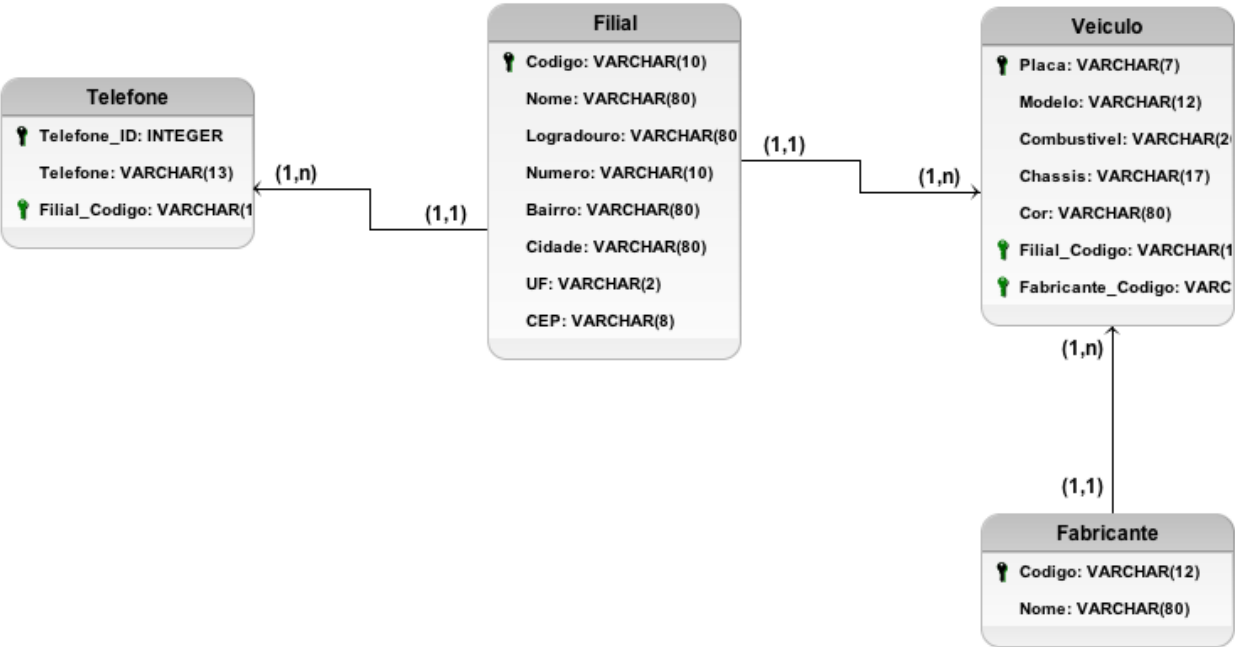 Filial
Codigo: VARCHAR(10)
Nome: VARCHAR(80)
Logradouro: VARCHAR(80
Numero: VARCHAR(10)
Bairro: VARCHAR(80)
Cidade: VARCHAR(80)
UF: VARCHAR(2)
CEP: VARCHAR(8)
Veiculo
Placa: VARCHAR(7)
Modelo: VARCHAR(12)
Combustivel: VARCHAR(2
Chassis: VARCHAR(17)
Cor: VARCHAR(80)
Filial_Codigo: VARCHAR(1
Fabricante_Codigo: VARC
Telefone
Telefone_ID: INTEGER
Telefone: VARCHAR(13)
Filial_Codigo: VARCHAR(1
(1,n)
(1,1)
(1,1)
(1,n)
(1,n)
(1,1)
Fabricante
Codigo: VARCHAR(12)
Nome: VARCHAR(80)